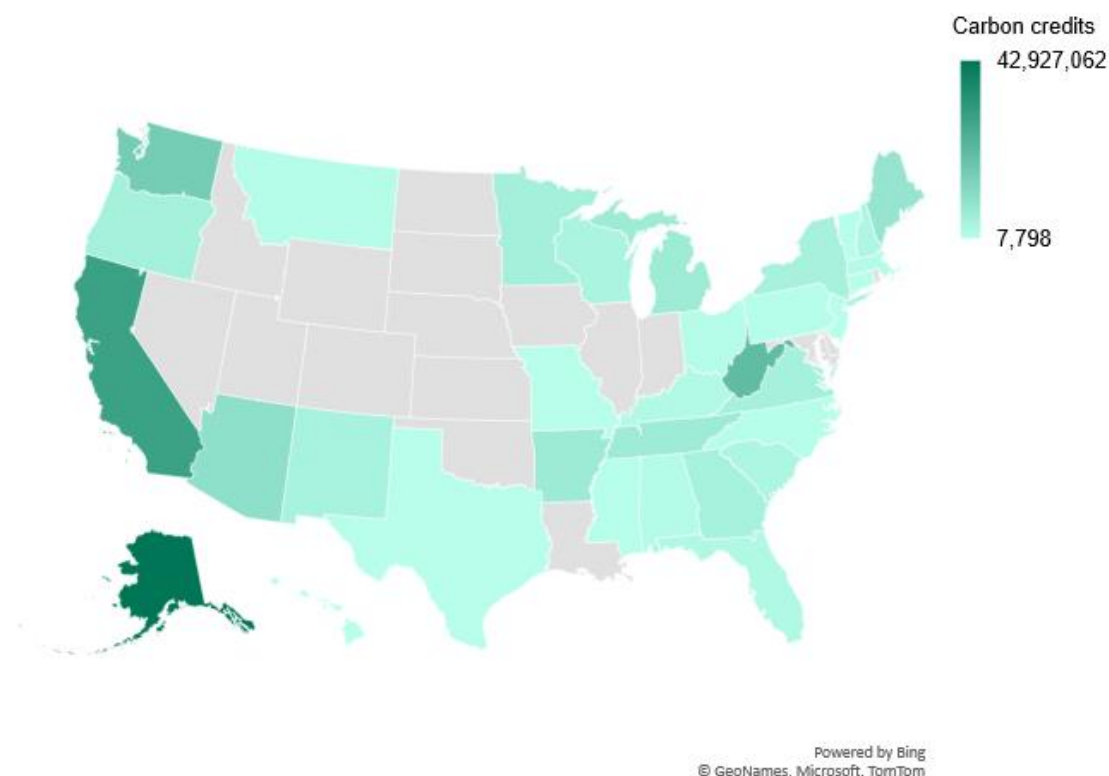 Carbon credits
42,927,062
7,798
Powered by Bing
© GeoNames, Microsoft, TomTom